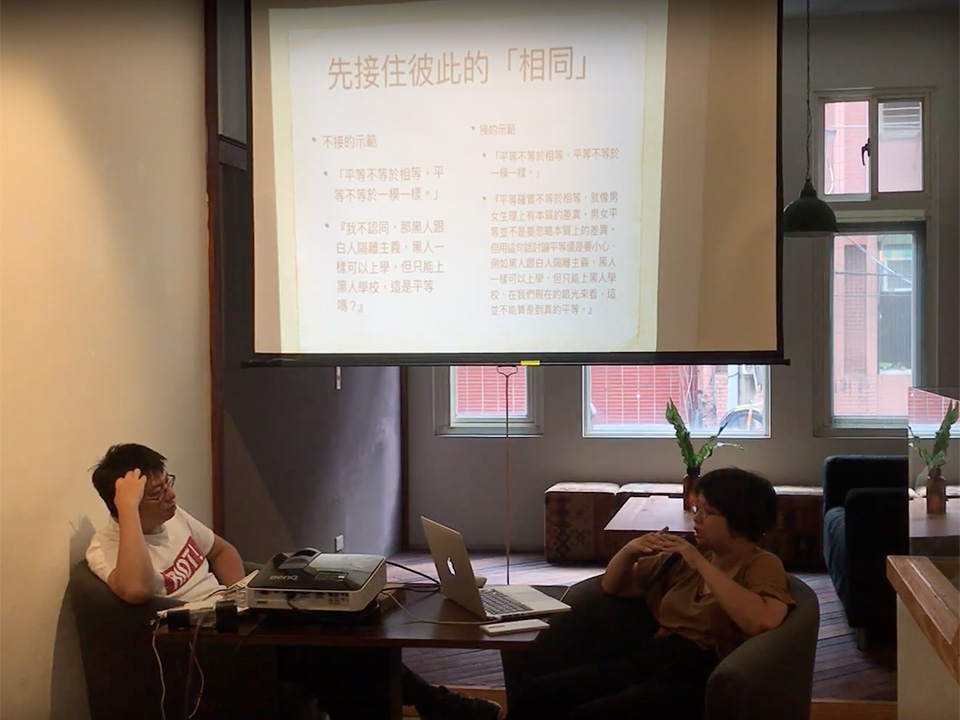 先接住彼此的「相同」
• 不接的示範
• 「平等不等於相等，平
等不等於一模一樣。」
• 『我不認同，那黑人跟
白人隔離主義，黑人一
樣可以上學，但只能上
黑人學校，這是平等
嗎？』
• 接的示範
• 「平等不等於相等，平等不等於
一模一樣。」
• 『平等確實不等於相等，就像男
女生理上有本質的差異，男女平
等並不是要忽略本質上的差異。
但用這句話討論平等還是要小心，
例如黑人跟白人隔離主義，黑人
一樣可以上學，但只能上黑人學
校，在我們現在的眼光來看，這
並不能算是到真的平等。』
BenQ